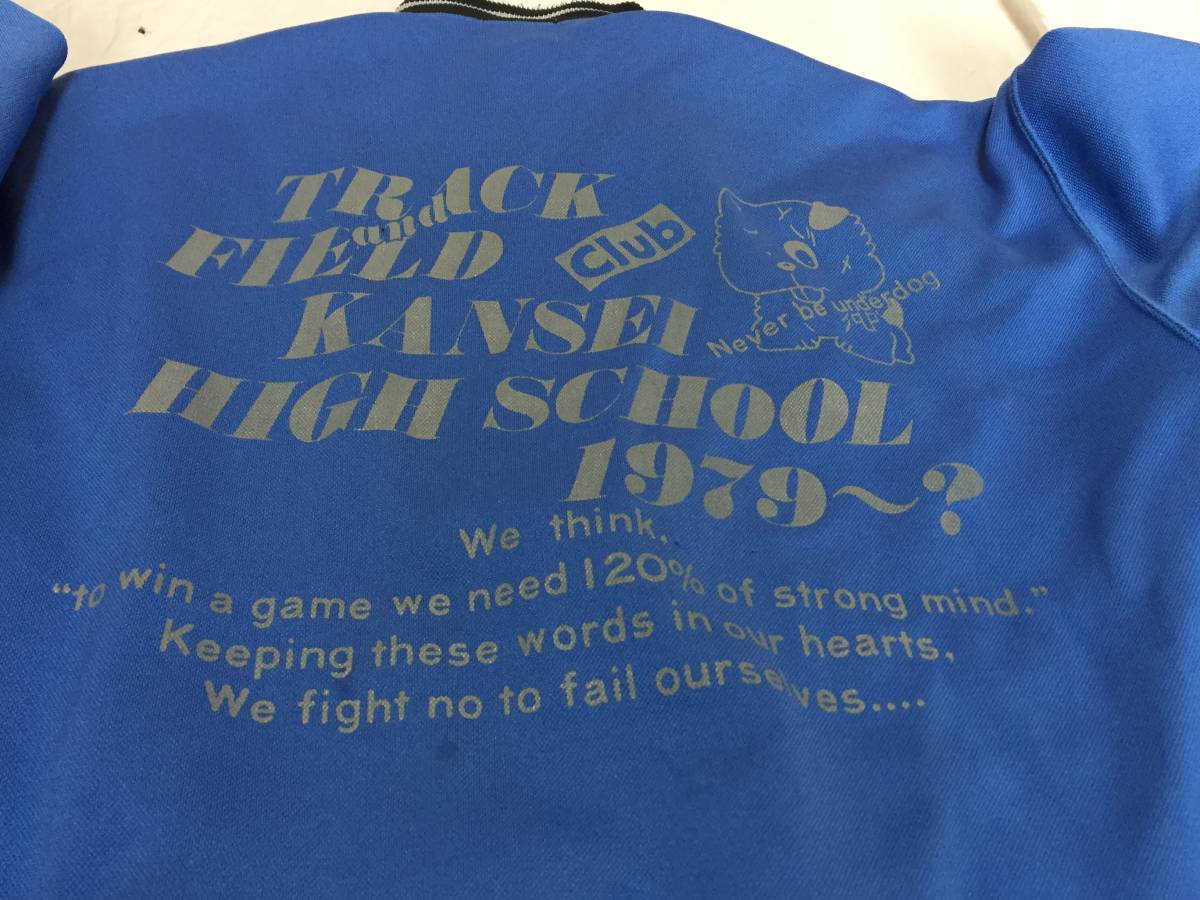 TRACK
and
FIELD Club
KANSEI
HIGH SCHOOL
1979～?
Never be underdog
We think,
“to win a game we need 120% of strong mind.”
Keeping these words in our hearts,
We fight no to fail ourselves....